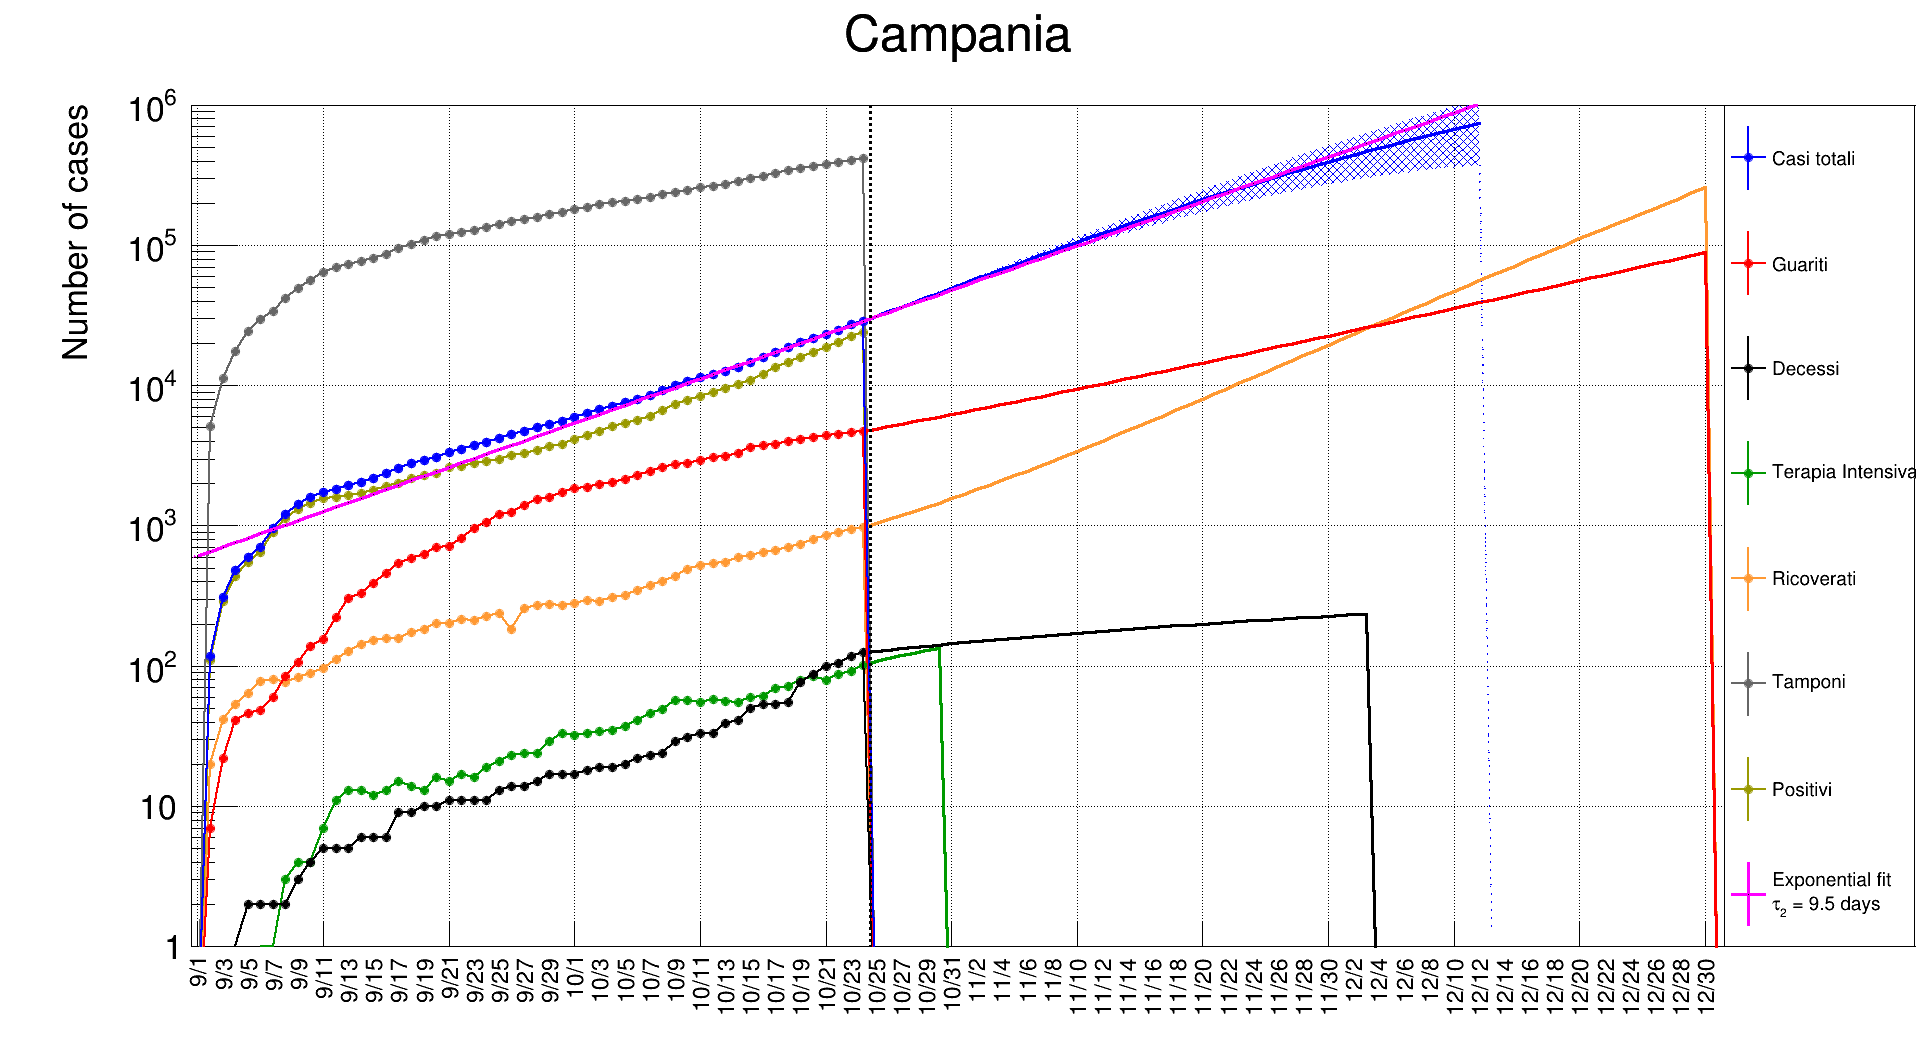 Campania
Number of cases
10^6
10^5
10^4
10^3
10^2
10
1
9/1 9/3 9/5 9/7 9/9 9/11 9/13 9/15 9/17 9/19 9/21 9/23 9/25 9/27 9/29 10/1 10/3 10/5 10/7 10/9 10/11 10/13 10/15 10/17 10/19 10/21 10/23 10/25 10/27 10/29 10/31 11/2 11/4 11/6 11/8 11/10 11/12 11/14 11/16 11/18 11/20 11/22 11/24 11/26 11/28 11/30 12/2 12/4 12/6 12/8 12/10 12/12 12/14 12/16 12/18 12/20 12/22 12/24 12/26 12/28 12/30
Casi totali
Guariti
Decessi
Terapia Intensiva
Ricoverati
Tamponi
Positivi
Exponential fit
τ₂ = 9.5 days